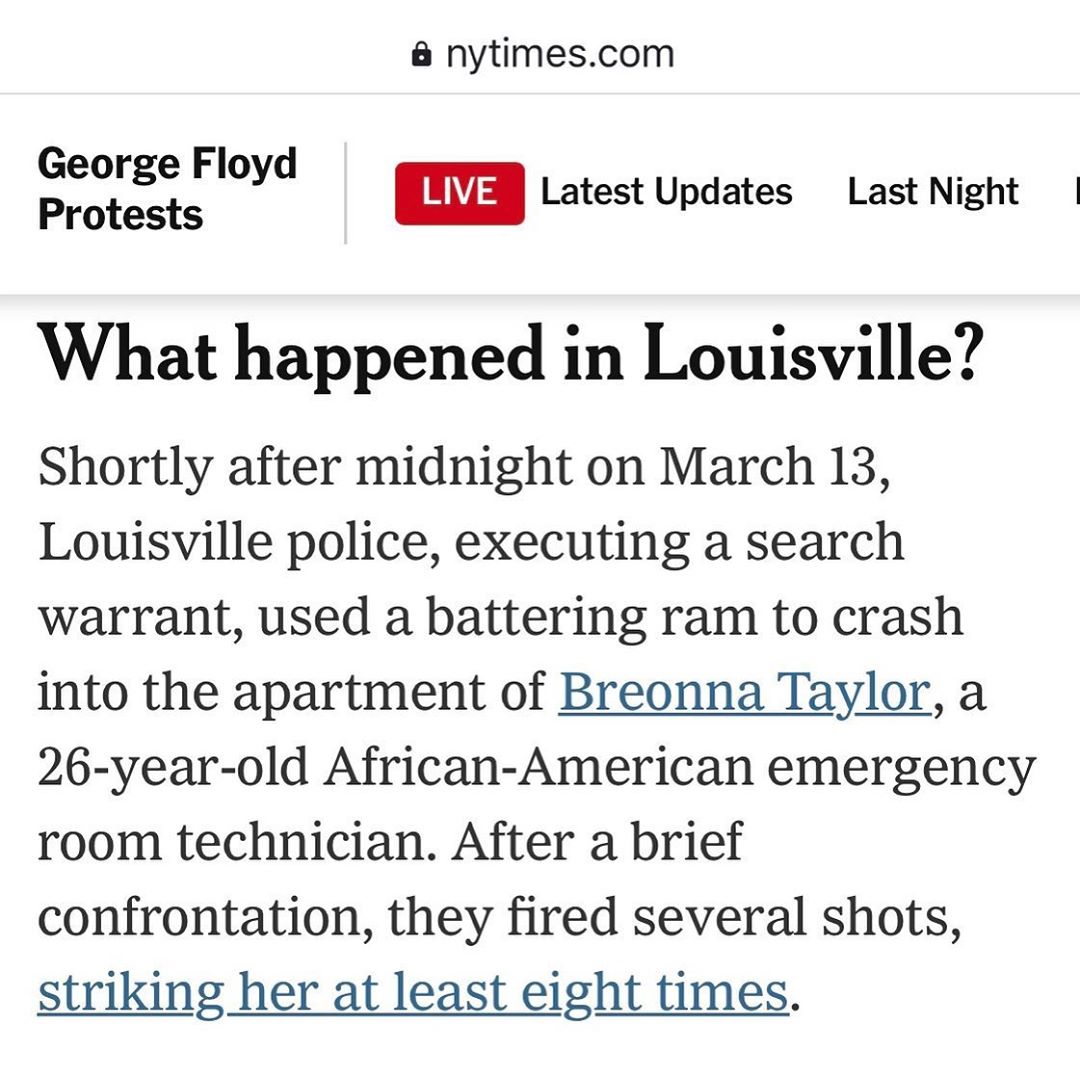 nytimes.com
George Floyd
Protests
LIVE Latest Updates Last Night
What happened in Louisville?
Shortly after midnight on March 13,
Louisville police, executing a search
warrant, used a battering ram to crash
into the apartment of Breonna Taylor, a
26-year-old African-American emergency
room technician. After a brief
confrontation, they fired several shots,
striking her at least eight times.